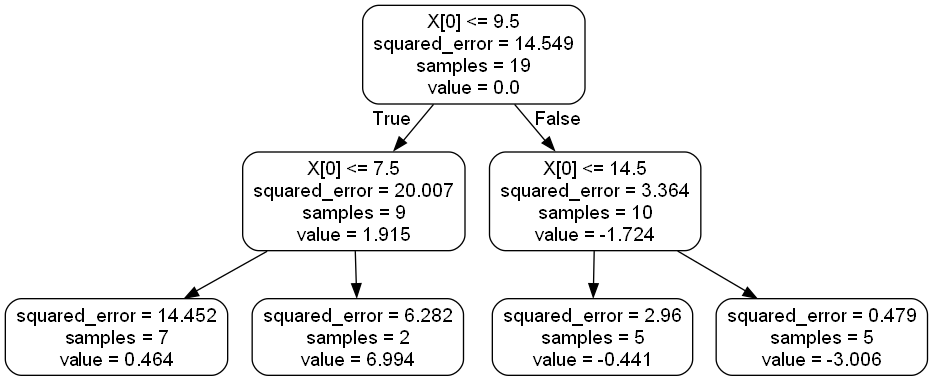 X[0] <= 9.5
squared_error = 14.549
samples = 19
value = 0.0
True
False
X[0] <= 7.5
squared_error = 20.007
samples = 9
value = 1.915
X[0] <= 14.5
squared_error = 3.364
samples = 10
value = -1.724
squared_error = 14.452
samples = 7
value = 0.464
squared_error = 6.282
samples = 2
value = 6.994
squared_error = 2.96
samples = 5
value = -0.441
squared_error = 0.479
samples = 5
value = -3.006